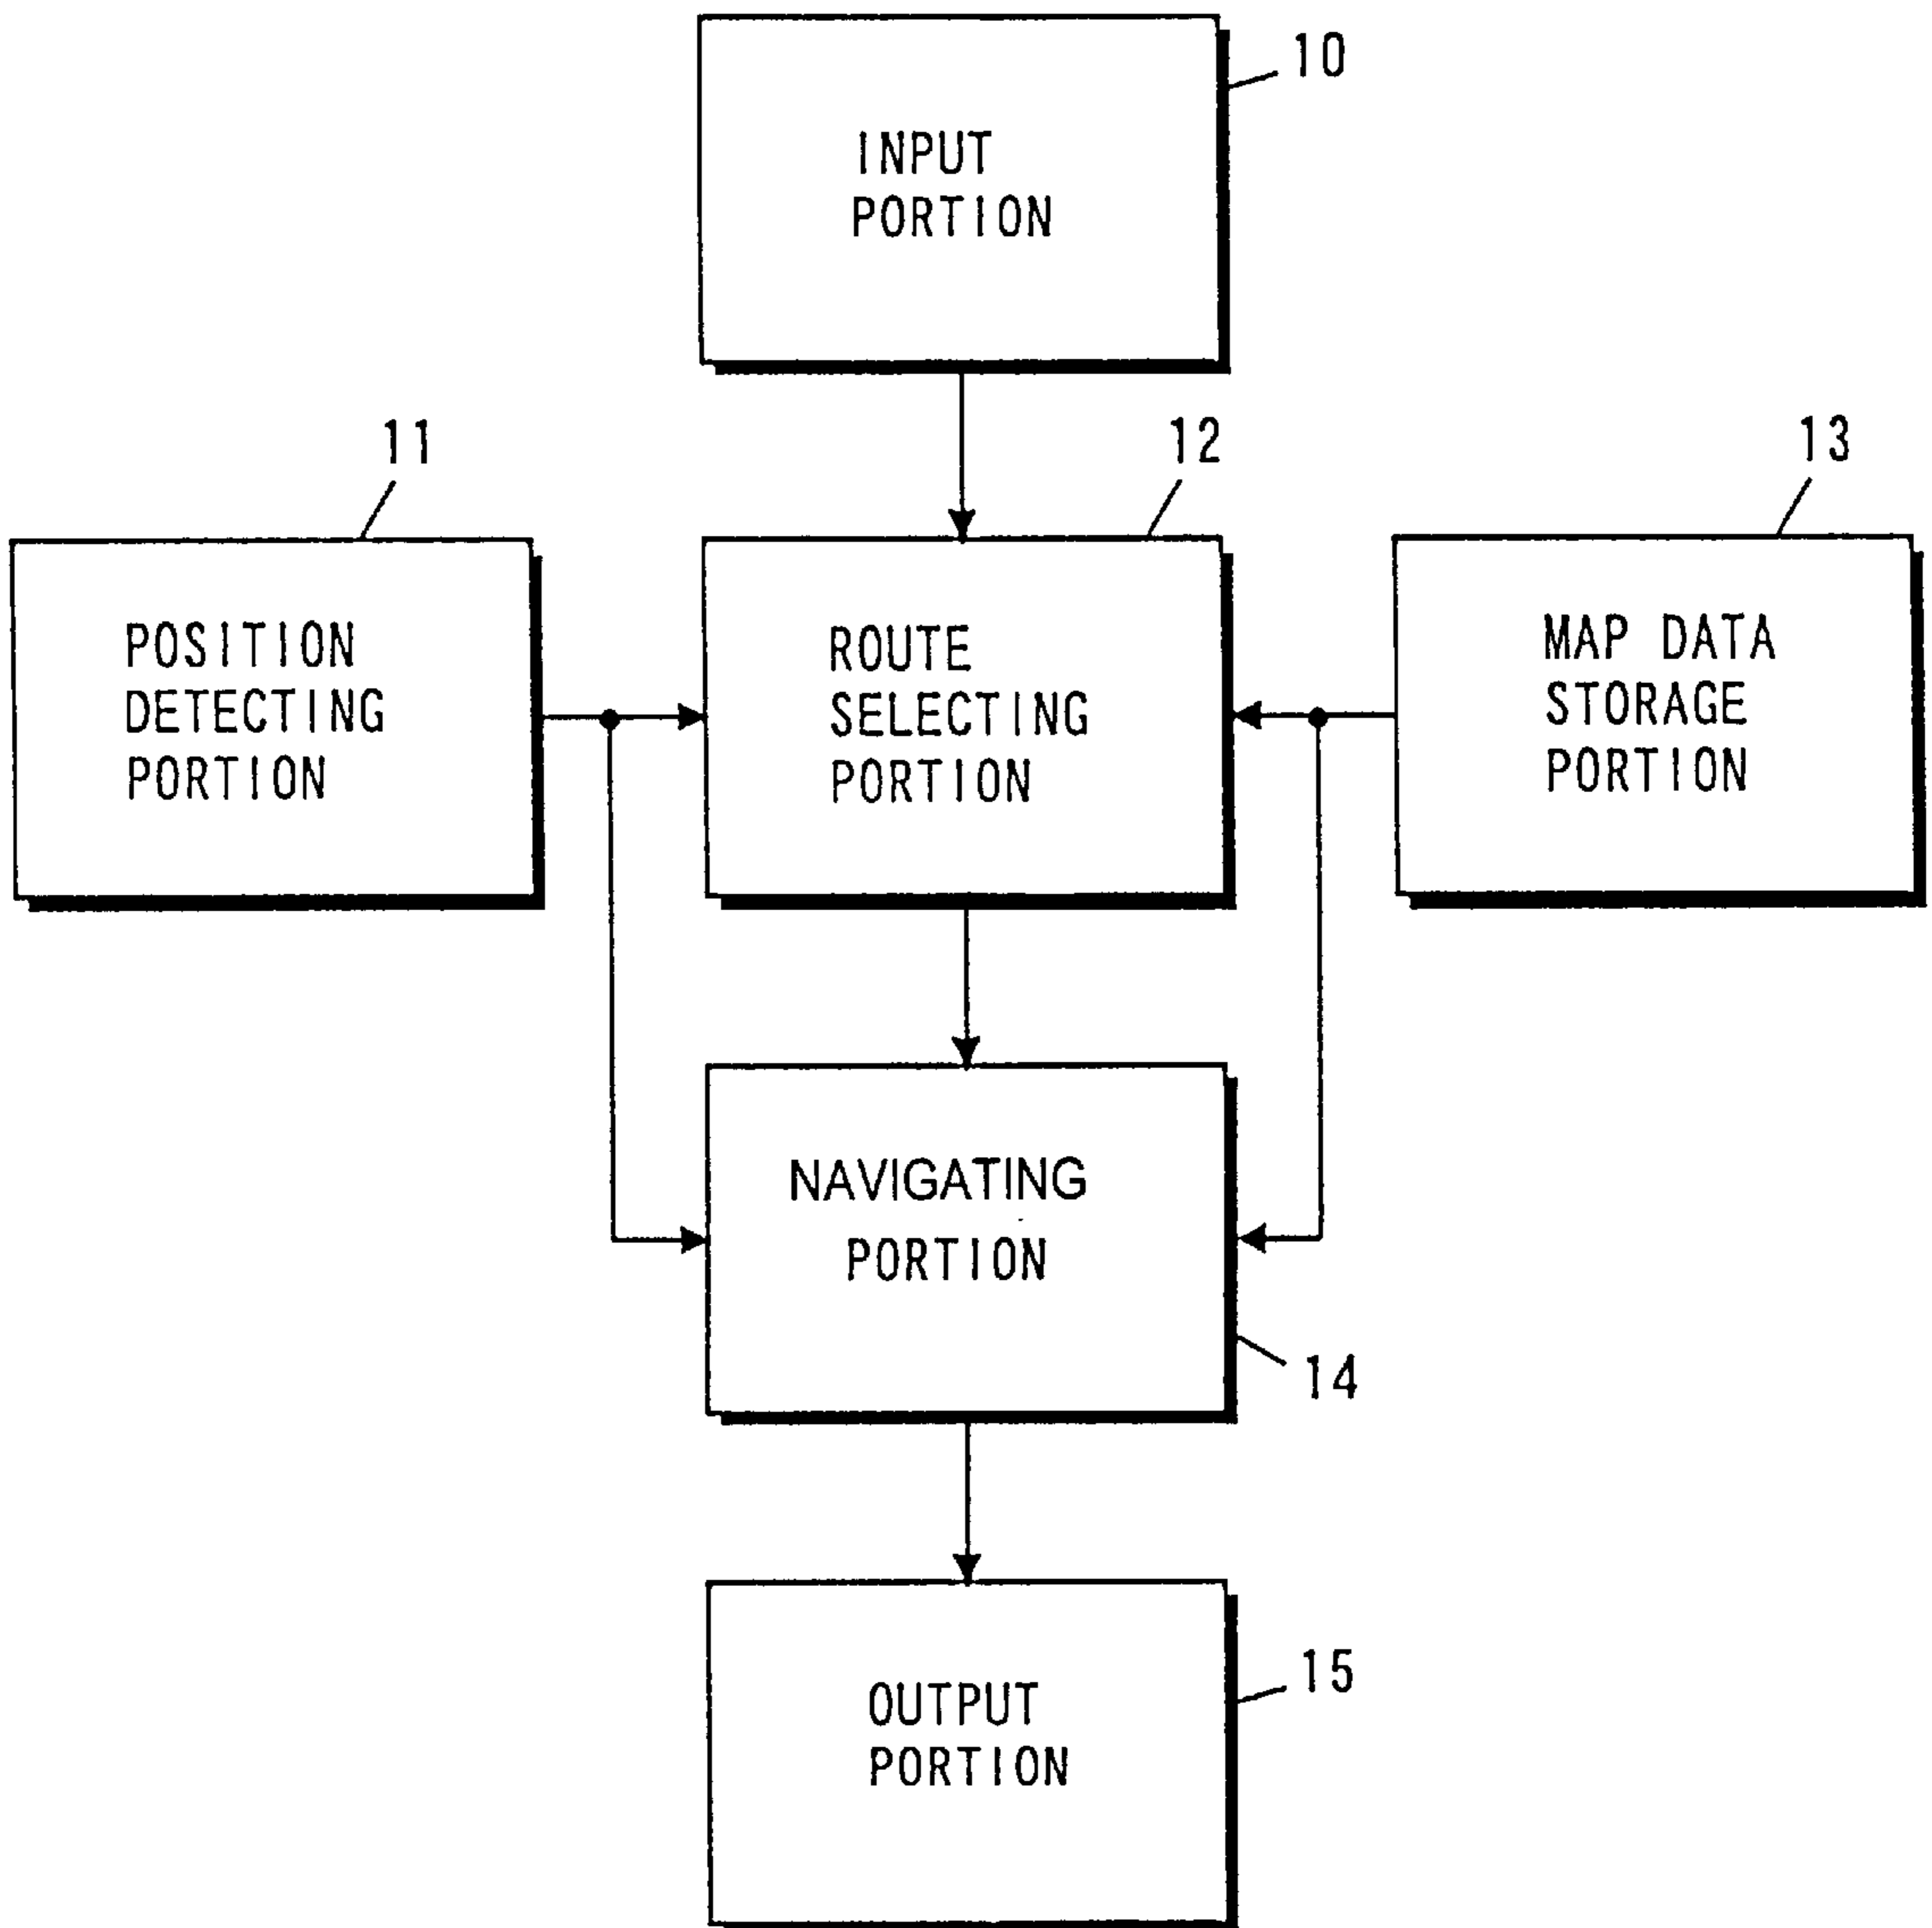 10
INPUT
PORTION
11
12
13
POSITION
DETECTING
PORTION
ROUTE
SELECTING
PORTION
MAP DATA
STORAGE
PORTION
NAVIGATING
PORTION
14
15
OUTPUT
PORTION